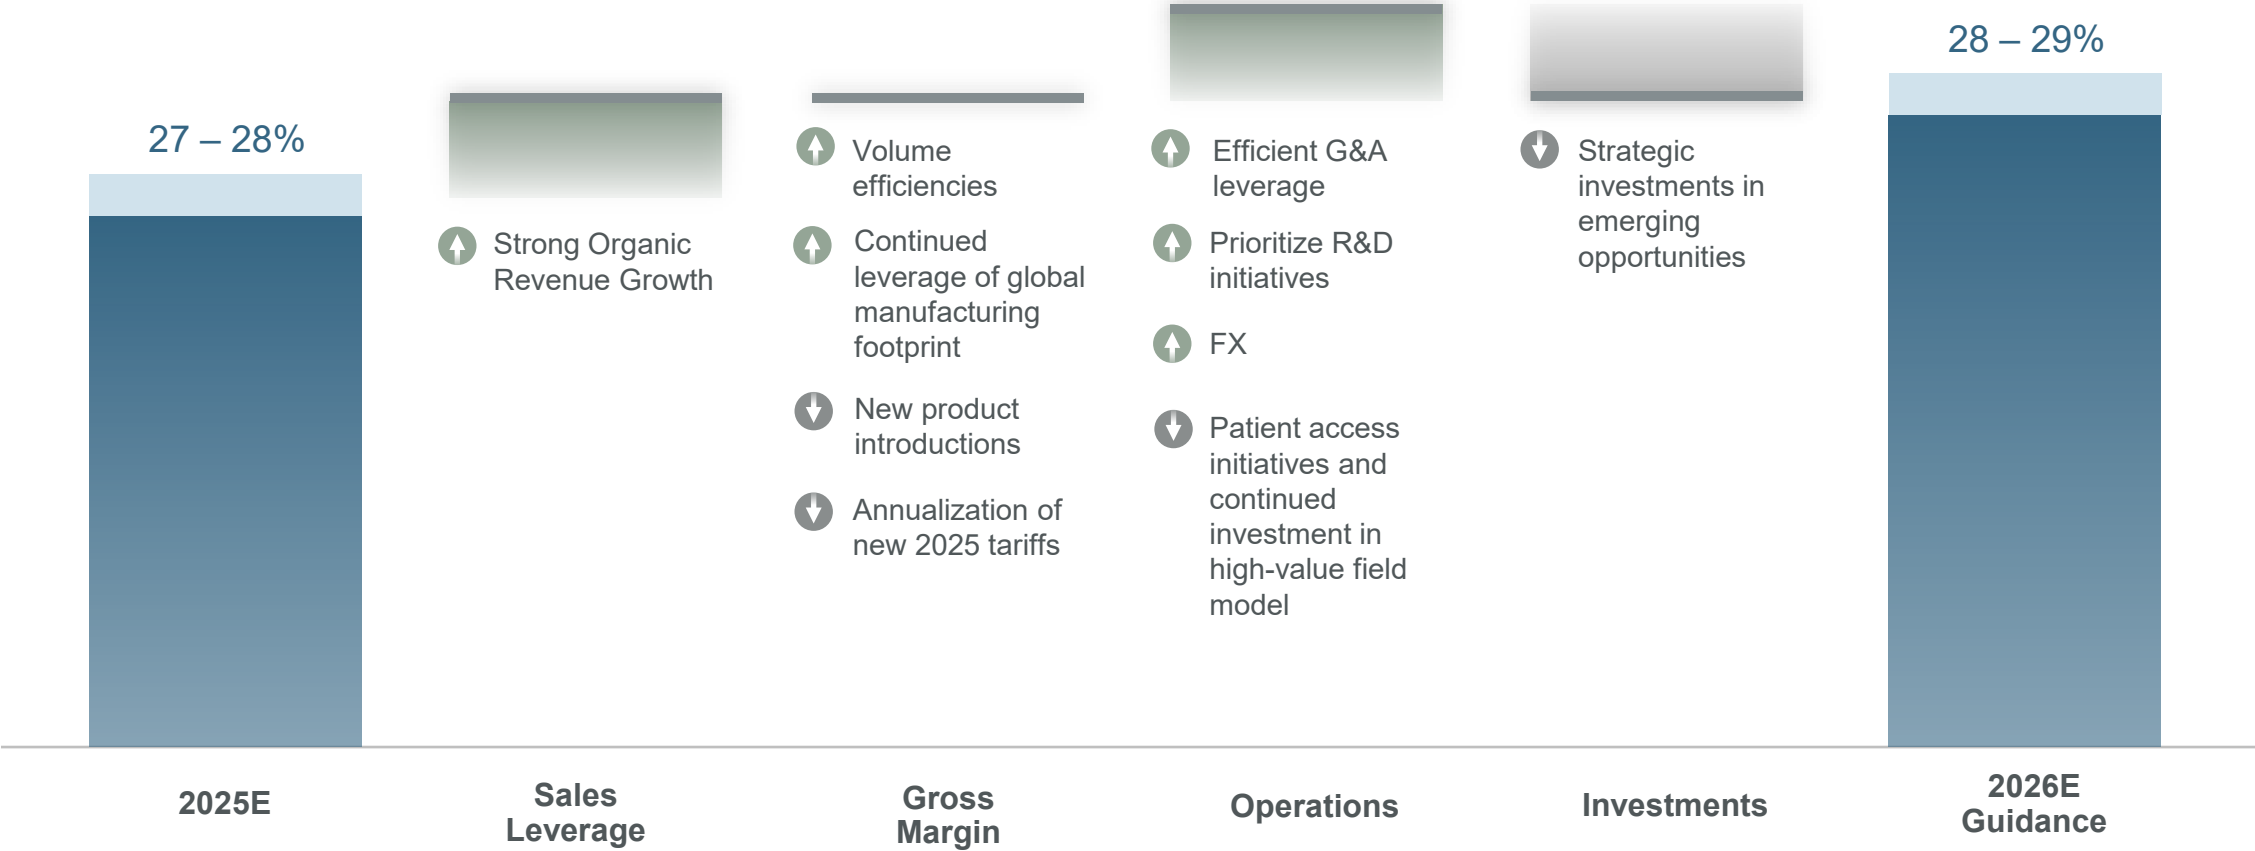 27 – 28%
Strong Organic
Revenue Growth
Volume
efficiencies
Continued
leverage of global
manufacturing
footprint
New product
introductions
Annualization of
new 2025 tariffs
Efficient G&A
leverage
Prioritize R&D
initiatives
FX
Patient access
initiatives and
continued
investment in
high-value field
model
Strategic
investments in
emerging
opportunities
28 – 29%
2025E
Sales
Leverage
Gross
Margin
Operations
Investments
2026E
Guidance